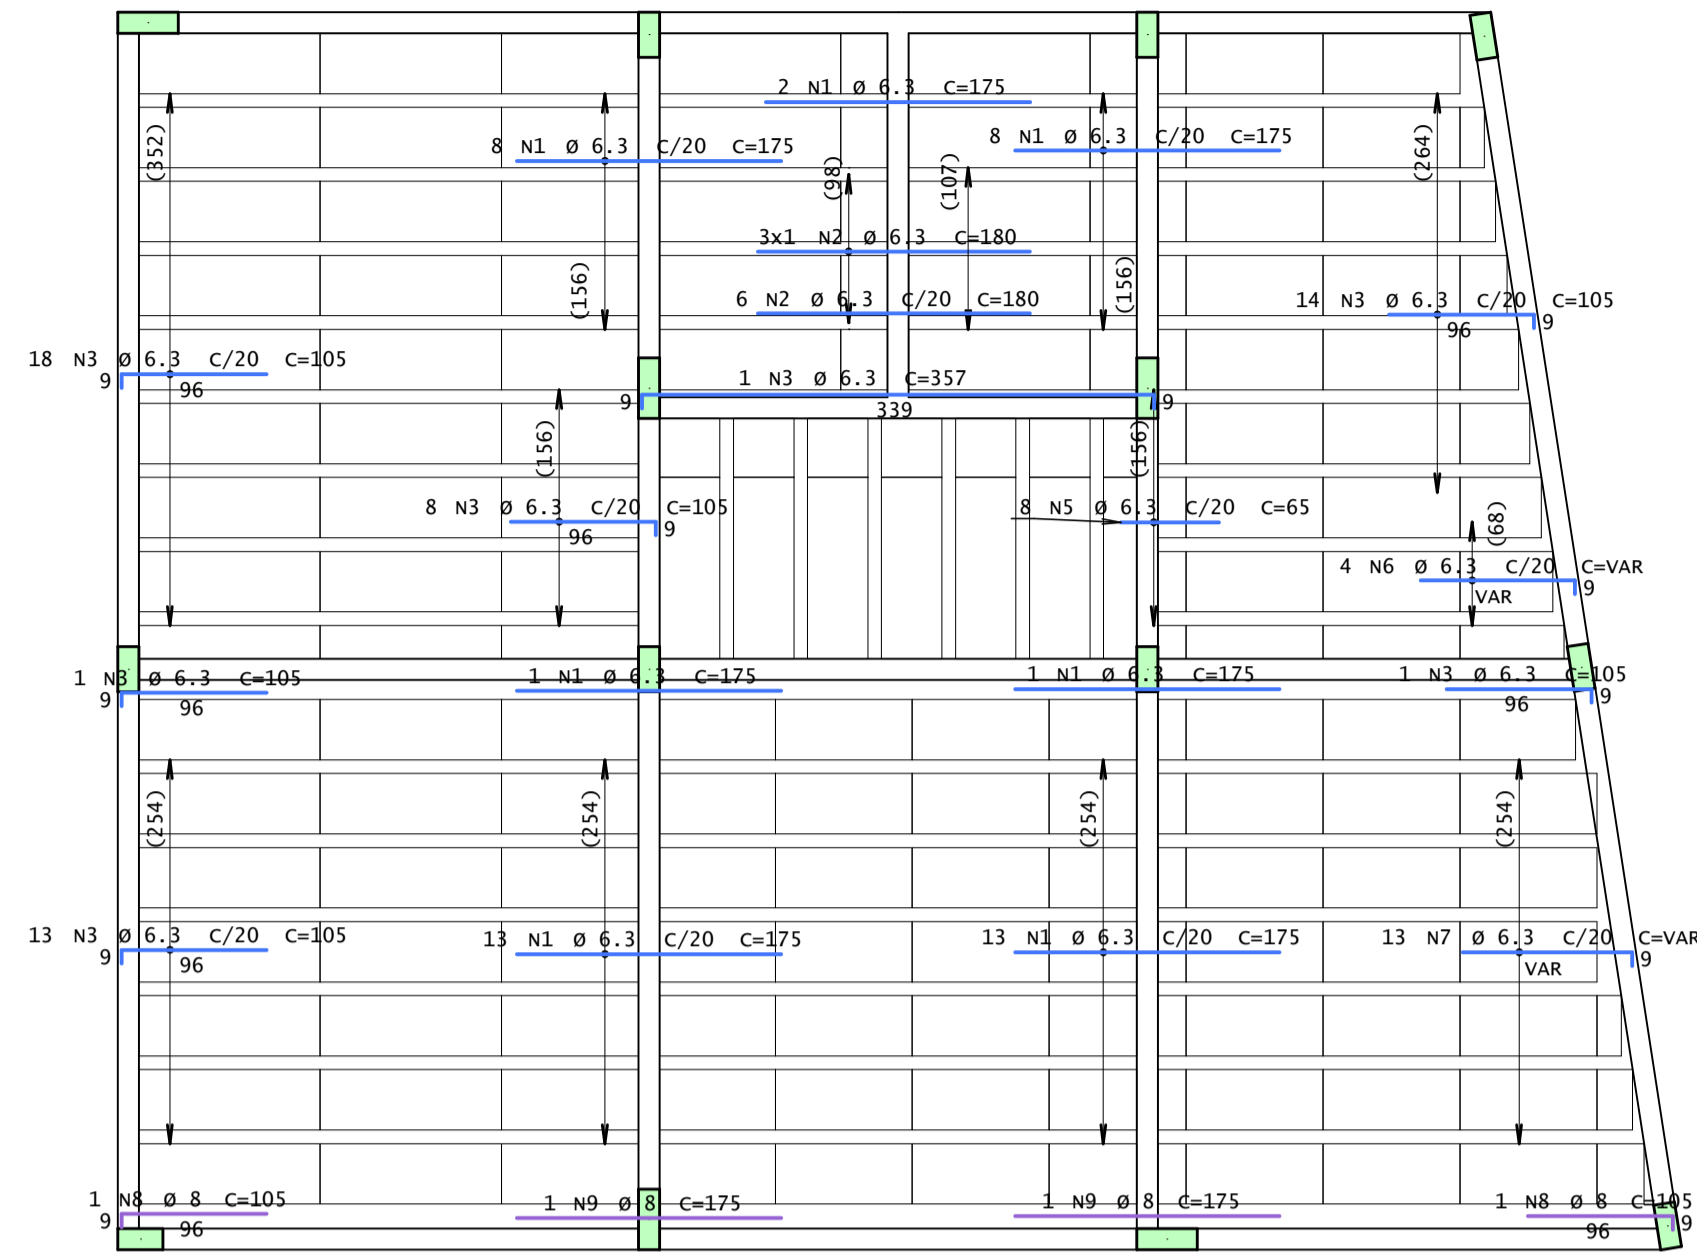 2 N1 Ø 6.3 C=175
8 N1 Ø 6.3 C/20 C=175
8 N1 Ø 6.3 C/20 C=175
(352)
(98)
(107)
(264)
3x1 N2 Ø 6.3 C=180
(156)
(156)
6 N2 Ø 6.3 C/20 C=180
14 N3 Ø 6.3 C/20 C=105
96
9
18 N3 Ø 6.3 C/20 C=105
9
96
1 N3 Ø 6.3 C=357
9
339
9
(156)
(156)
8 N3 Ø 6.3 C/20 C=105
96
9
8 N5 Ø 6.3 C/20 C=65
(68)
4 N6 Ø 6.3 C/20 C=VAR
VAR
9
1 N3 Ø 6.3 C=105
9
96
1 N1 Ø 6.3 C=175
1 N1 Ø 6.3 C=175
1 N3 Ø 6.3 C=105
96
9
(254)
(254)
(254)
(254)
13 N3 Ø 6.3 C/20 C=105
9
96
13 N1 Ø 6.3 C/20 C=175
13 N1 Ø 6.3 C/20 C=175
13 N7 Ø 6.3 C/20 C=VAR
VAR
9
1 N8 Ø 8 C=105
9
96
1 N9 Ø 8 C=175
1 N9 Ø 8 C=175
1 N8 Ø 8 C=105
96
9